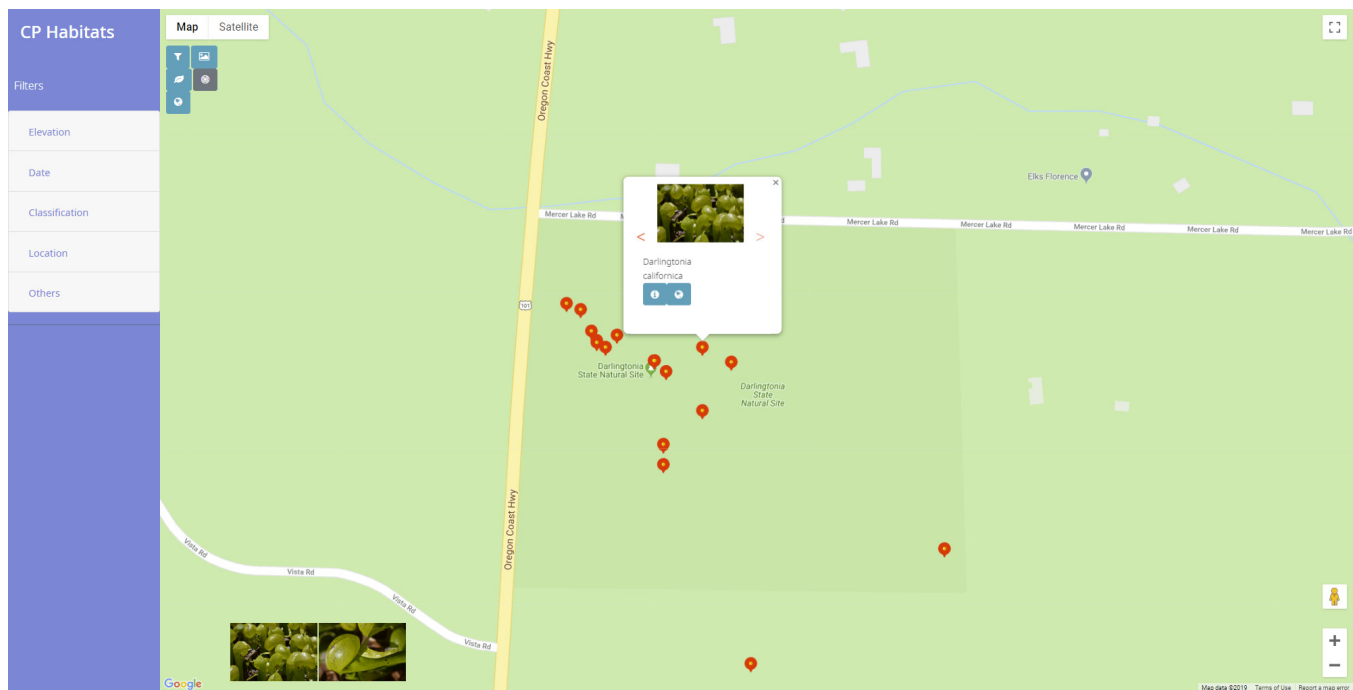 CP Habitats
Filters
Elevation
Date
Classification
Location
Others
Map Satellite
Oregon Coast Hwy
Elks Florence
Mercer Lake Rd
Mercer Lake Rd
Mercer Lake Rd
Mercer Lake Rd
Mercer Lake Rd
Mercer Lake Rd
<
>
Darlingtonia
californica
101
Darlingtonia
State Natural Site
Darlingtonia
State
Natural Site
Oregon Coast Hwy
Vista Rd
Vista Rd
Vista Rd
Vista Rd
Google
Map data ©2019 Terms of Use Report a map error